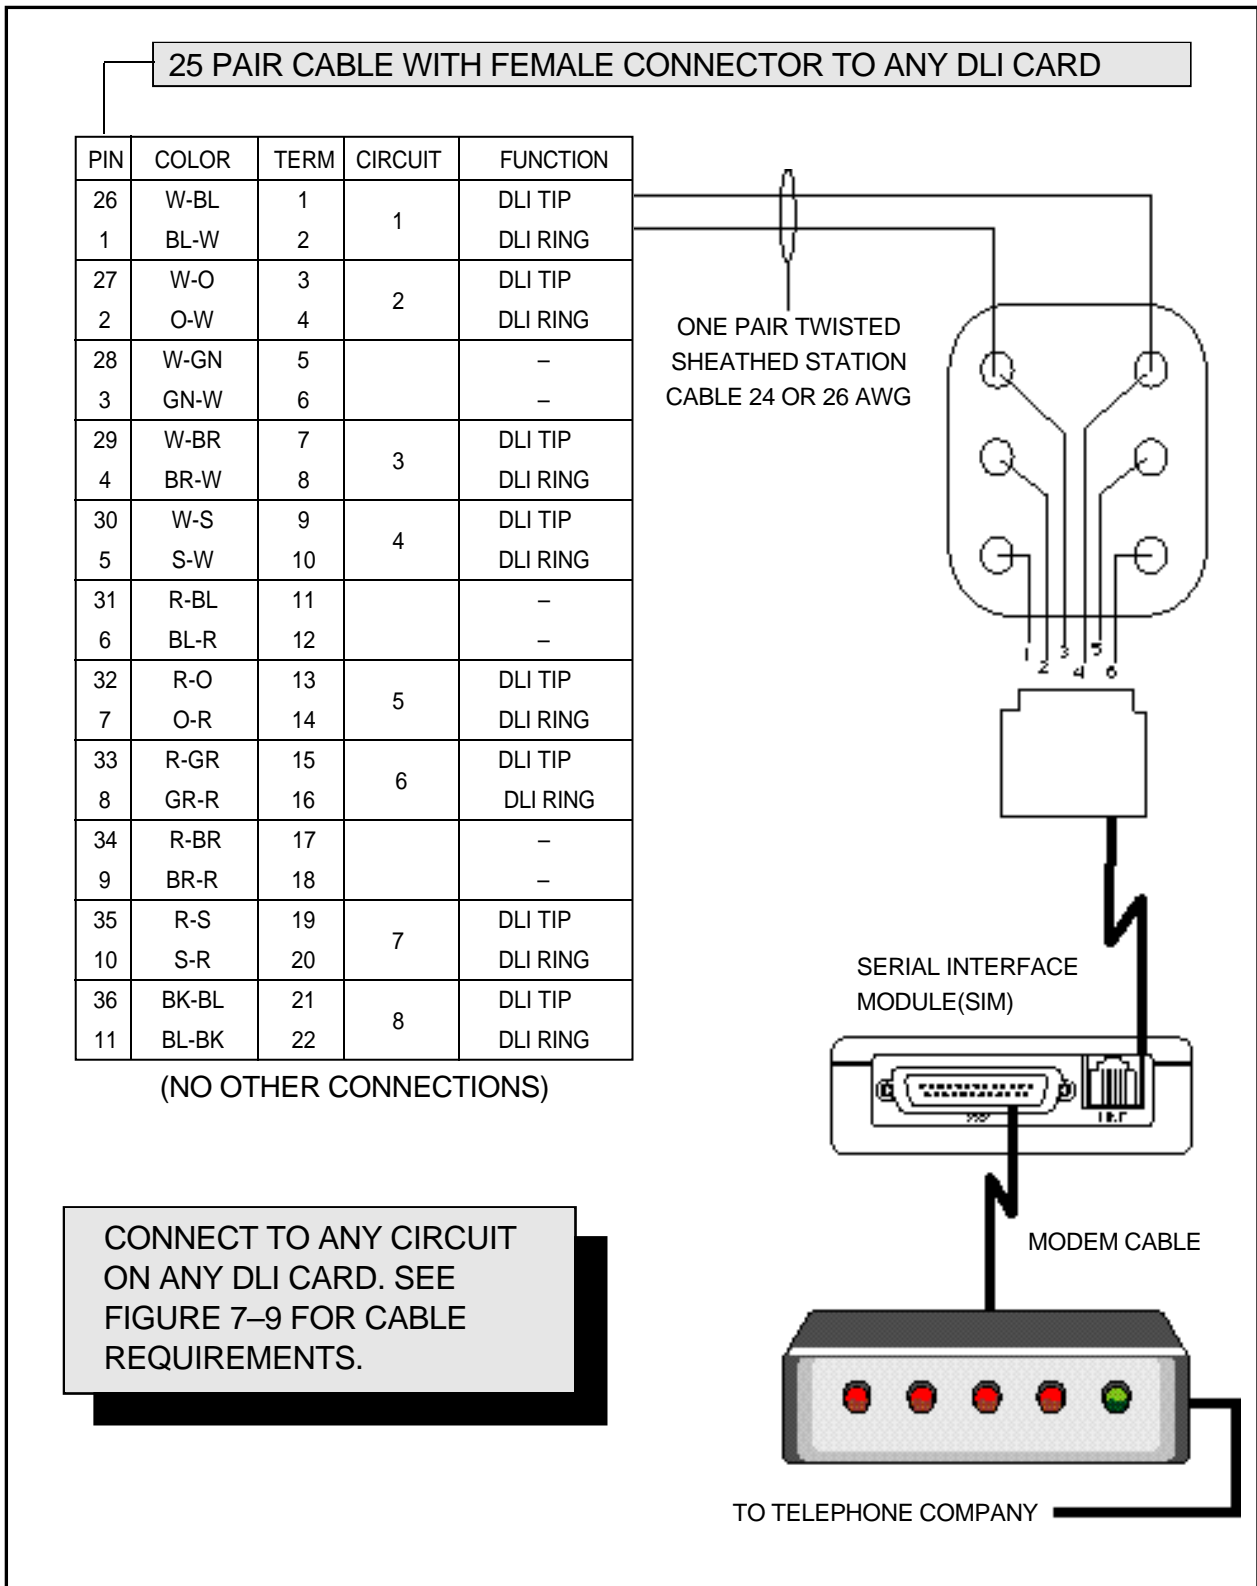 25 PAIR CABLE WITH FEMALE CONNECTOR TO ANY DLI CARD
PIN COLOR TERM CIRCUIT FUNCTION
26 W-BL 1 DLI TIP
1
1 BL-W 2 DLI RING
27 W-O 3 DLI TIP
2
2 O-W 4 DLI RING
28 W-GN 5 –
3 GN-W 6 –
29 W-BR 7 DLI TIP
3
4 BR-W 8 DLI RING
30 W-S 9 DLI TIP
4
5 S-W 10 DLI RING
31 R-BL 11 –
6 BL-R 12 –
32 R-O 13 DLI TIP
5
7 O-R 14 DLI RING
33 R-GR 15 DLI TIP
6
8 GR-R 16 DLI RING
34 R-BR 17 –
9 BR-R 18 –
35 R-S 19 DLI TIP
7
10 S-R 20 DLI RING
36 BK-BL 21 DLI TIP
8
11 BL-BK 22 DLI RING
(NO OTHER CONNECTIONS)
ONE PAIR TWISTED
SHEATHED STATION
CABLE 24 OR 26 AWG
1 2 3 4 5 6
SERIAL INTERFACE
MODULE(SIM)
MODEM CABLE
CONNECT TO ANY CIRCUIT
ON ANY DLI CARD. SEE
FIGURE 7–9 FOR CABLE
REQUIREMENTS.
TO TELEPHONE COMPANY